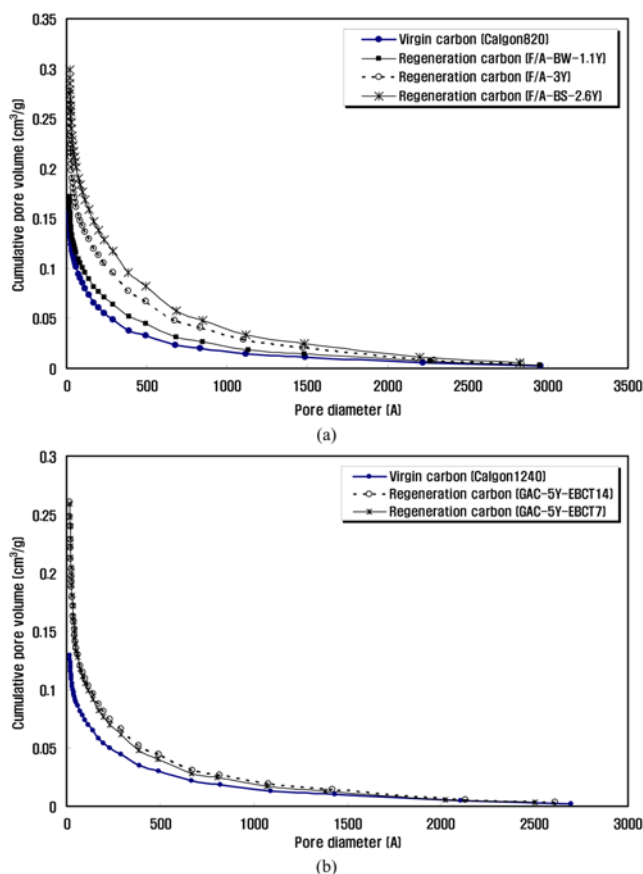 0.35
0.3
0.25
0.2
0.15
0.1
0.05
0
Cumulative pore volume (cm³/g)
Virgin carbon (Calgon820)
Regeneration carbon (F/A-BW-1.1Y)
Regeneration carbon (F/A-3Y)
Regeneration carbon (F/A-BS-2.6Y)
0 500 1000 1500 2000 2500 3000 3500
Pore diameter (A)
(a)
0.3
0.25
0.2
0.15
0.1
0.05
0
Cumulative pore volume (cm³/g)
Virgin carbon (Calgon1240)
Regeneration carbon (GAC-5Y-EBCT14)
Regeneration carbon (GAC-5Y-EBCT7)
0 500 1000 1500 2000 2500 3000
Pore diameter (A)
(b)